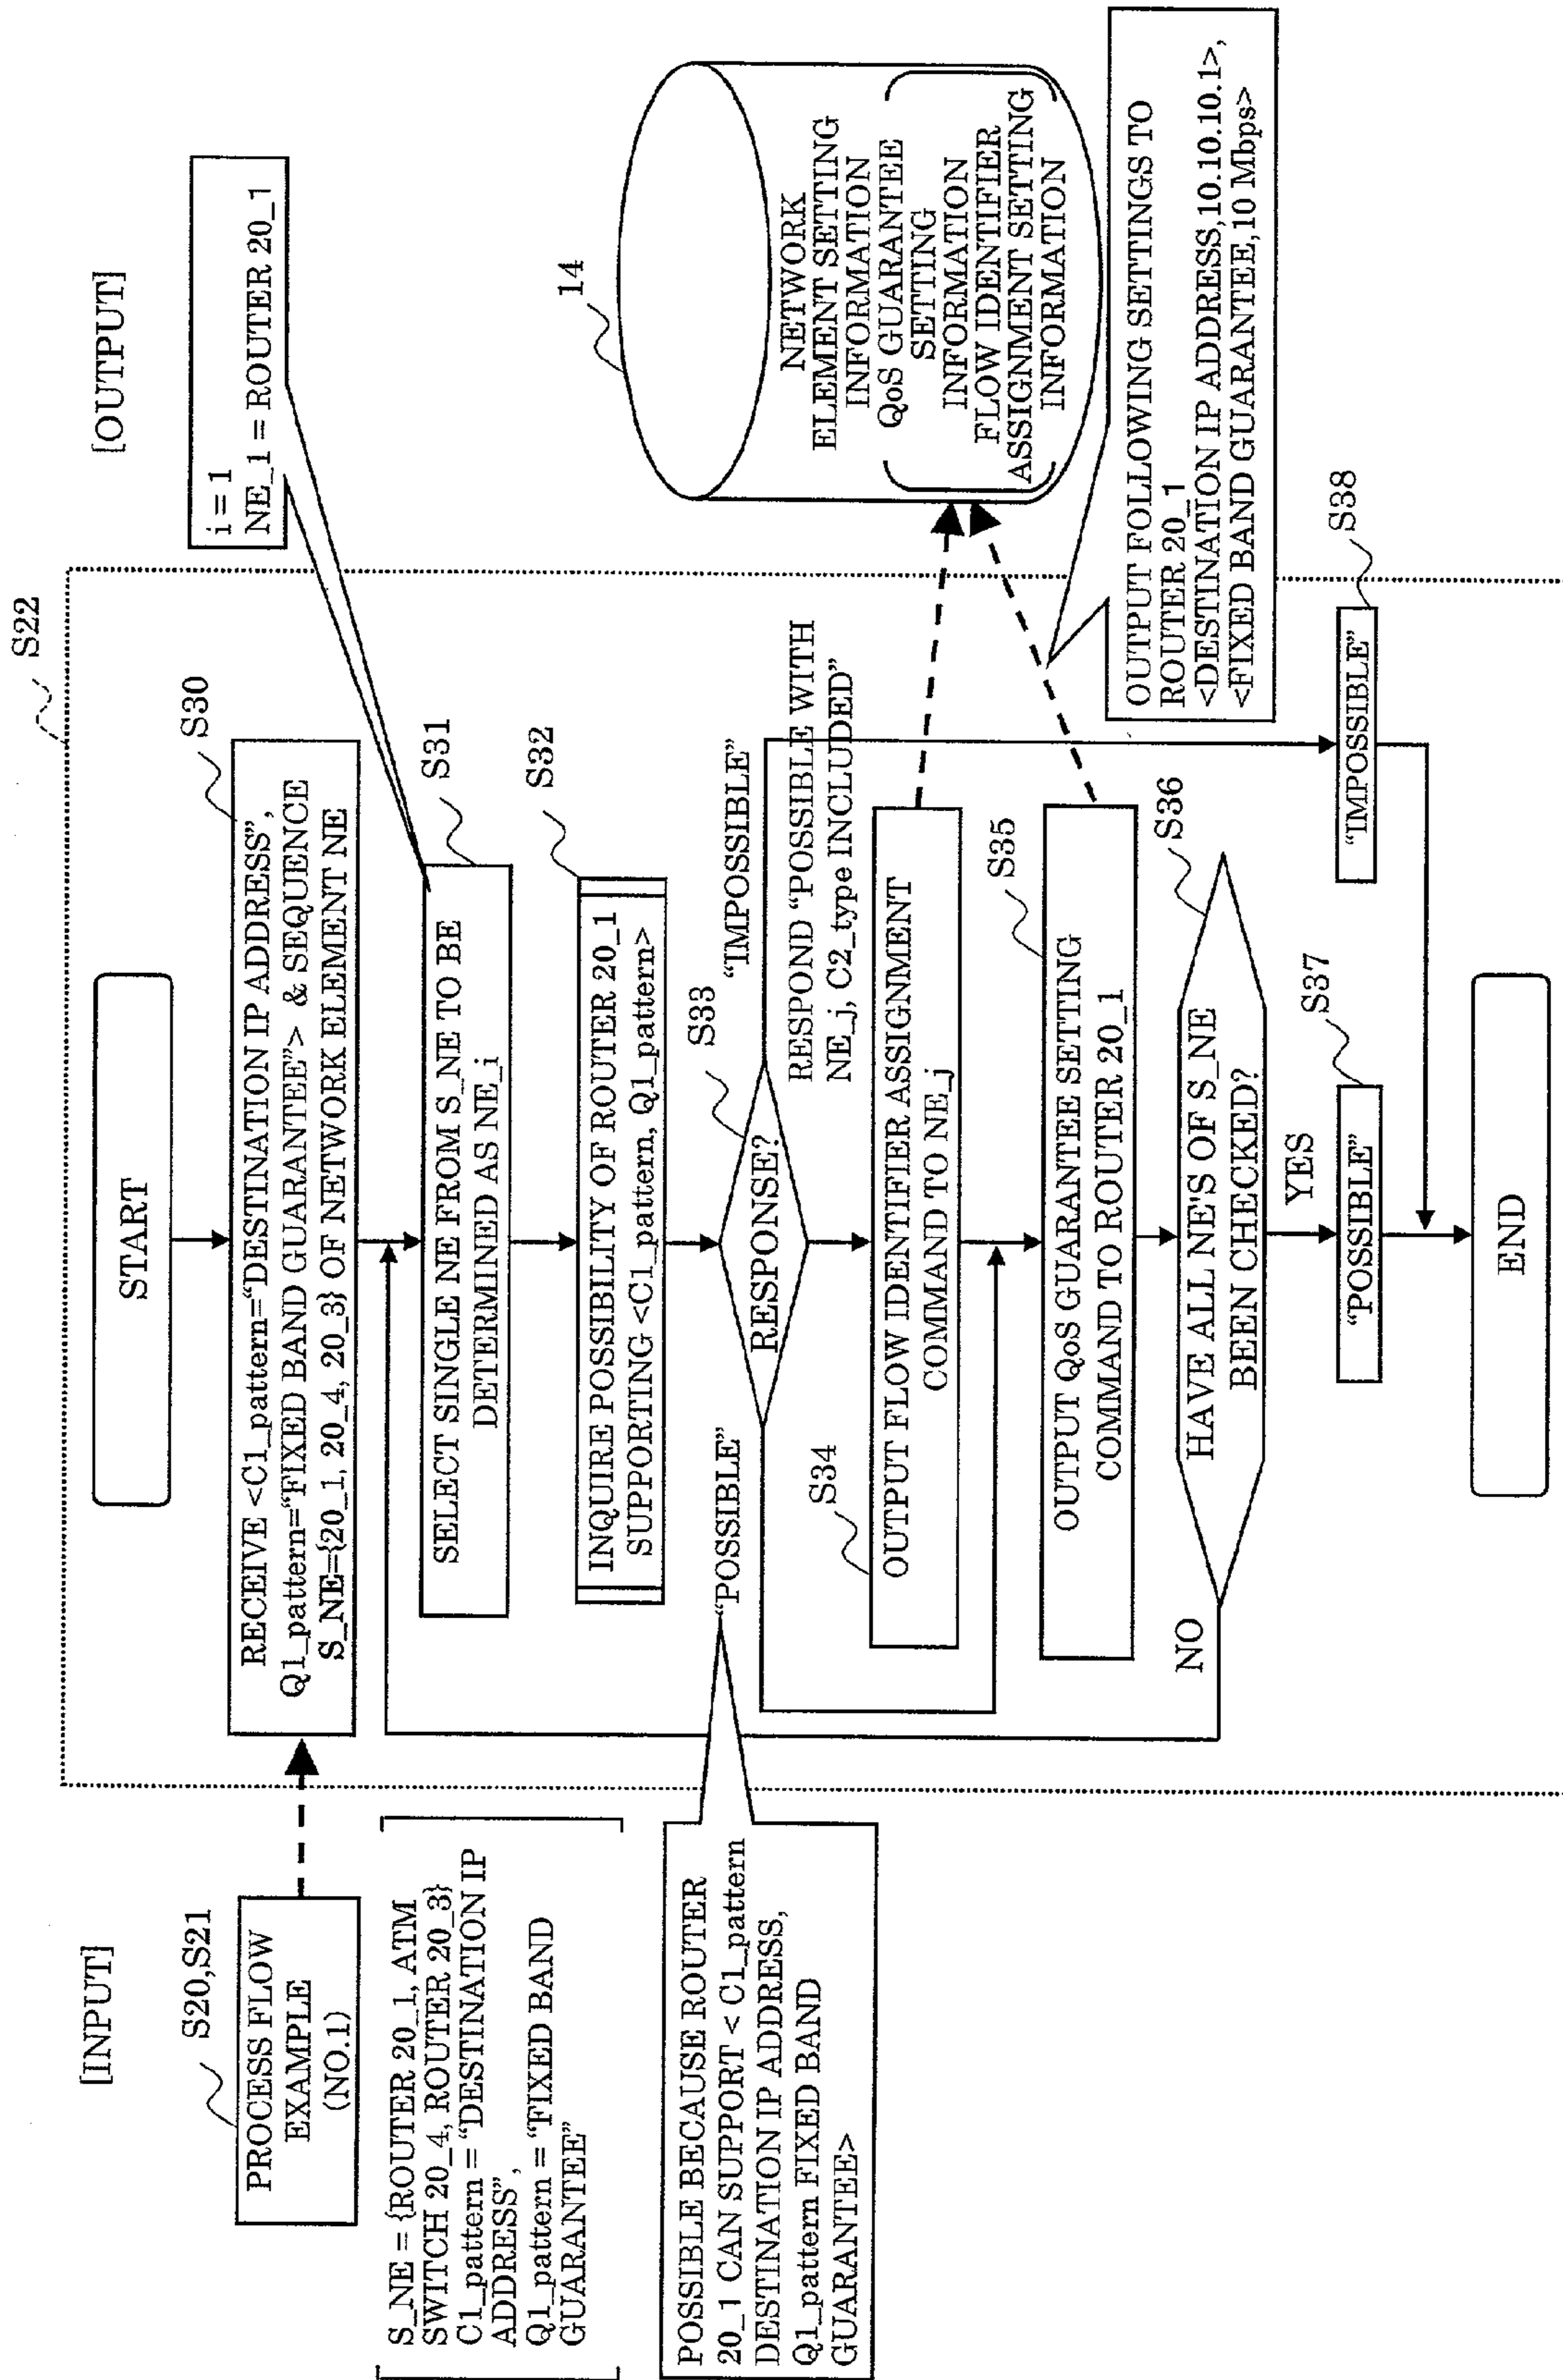 [INPUT]
S20,S21
PROCESS FLOW
EXAMPLE
(NO.1)
S_NE = {ROUTER 20_1, ATM
SWITCH 20_4, ROUTER 20_3}
C1_pattern = “DESTINATION IP
ADDRESS”,
Q1_pattern = “FIXED BAND
GUARANTEE”
POSSIBLE BECAUSE ROUTER
20_1 CAN SUPPORT < C1_pattern
DESTINATION IP ADDRESS,
Q1_pattern FIXED BAND
GUARANTEE>
S22
START
S30
RECEIVE <C1_pattern=“DESTINATION IP ADDRESS”,
Q1_pattern=“FIXED BAND GUARANTEE”> & SEQUENCE
S_NE={20_1, 20_4, 20_3} OF NETWORK ELEMENT NE
S31
SELECT SINGLE NE FROM S_NE TO BE
DETERMINED AS NE_i
S32
INQUIRE POSSIBILITY OF ROUTER 20_1
SUPPORTING <C1_pattern, Q1_pattern>
S33
RESPONSE?
“POSSIBLE”
“IMPOSSIBLE”
RESPOND “POSSIBLE WITH
NE_j, C2_type INCLUDED”
S34
OUTPUT FLOW IDENTIFIER ASSIGNMENT
COMMAND TO NE_j
S35
OUTPUT QoS GUARANTEE SETTING
COMMAND TO ROUTER 20_1
S36
HAVE ALL NE'S OF S_NE
BEEN CHECKED?
NO
YES
S37
“POSSIBLE”
S38
“IMPOSSIBLE”
END
[OUTPUT]
i = 1
NE_1 = ROUTER 20_1
14
NETWORK
ELEMENT SETTING
INFORMATION
QoS GUARANTEE
SETTING
INFORMATION
FLOW IDENTIFIER
ASSIGNMENT SETTING
INFORMATION
OUTPUT FOLLOWING SETTINGS TO
ROUTER 20_1
<DESTINATION IP ADDRESS,10.10.10.1>,
<FIXED BAND GUARANTEE,10 Mbps>